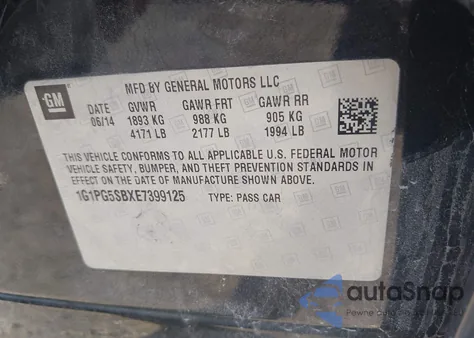 GM
MFD BY GENERAL MOTORS LLC
DATE GVWR GAWR FRT GAWR RR
06/14 1893 KG 988 KG 905 KG
4171 LB 2177 LB 1994 LB
THIS VEHICLE CONFORMS TO ALL APPLICABLE U.S. FEDERAL MOTOR
VEHICLE SAFETY, BUMPER, AND THEFT PREVENTION STANDARDS IN
EFFECT ON THE DATE OF MANUFACTURE SHOWN ABOVE.
1G1PG5SBXE7399125 TYPE: PASS CAR
autoSnap
Pewne auto